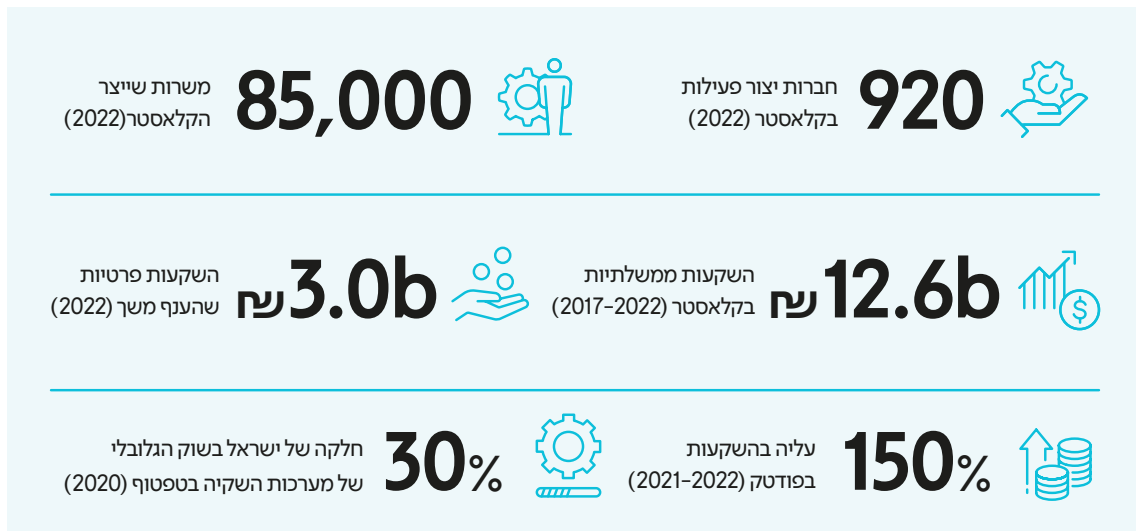 920
חברות יצור פעילות
בקלאסטר (2022)
85,000
משרות שייצר
הקלאסטר(2022)
₪12.6b
השקעות ממשלתיות
בקלאסטר (2017-2022)
₪3.0b
השקעות פרטיות
שהענף משך (2022)
150%
עליה בהשקעות
בפודטק (2021-2022)
30%
חלקה של ישראל בשוק הגלובלי
של מערכות השקיה בטפטוף (2020)